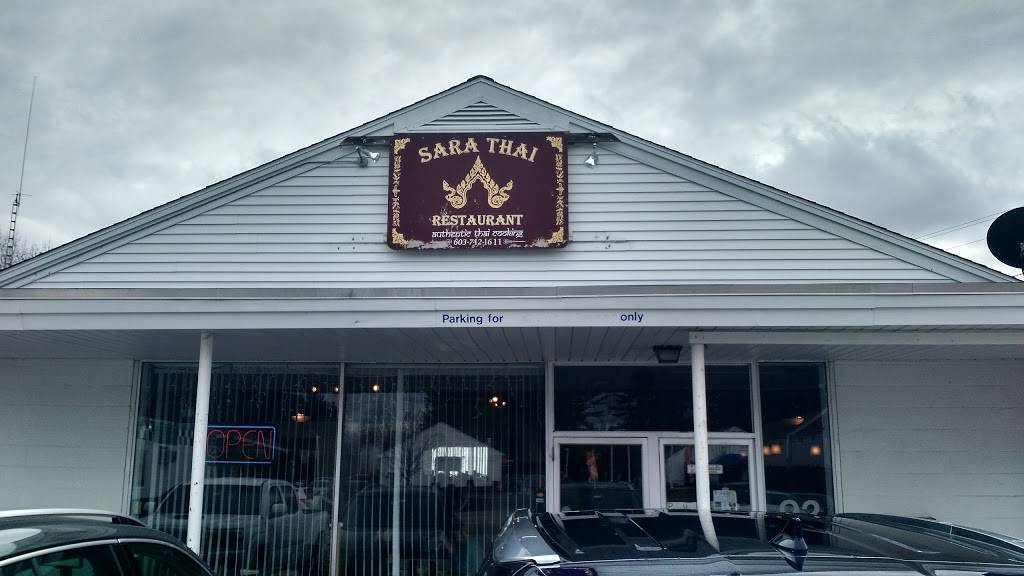 SARA THAI
RESTAURANT
authentic thai cooking
603-742-1611
Parking for only
OPEN